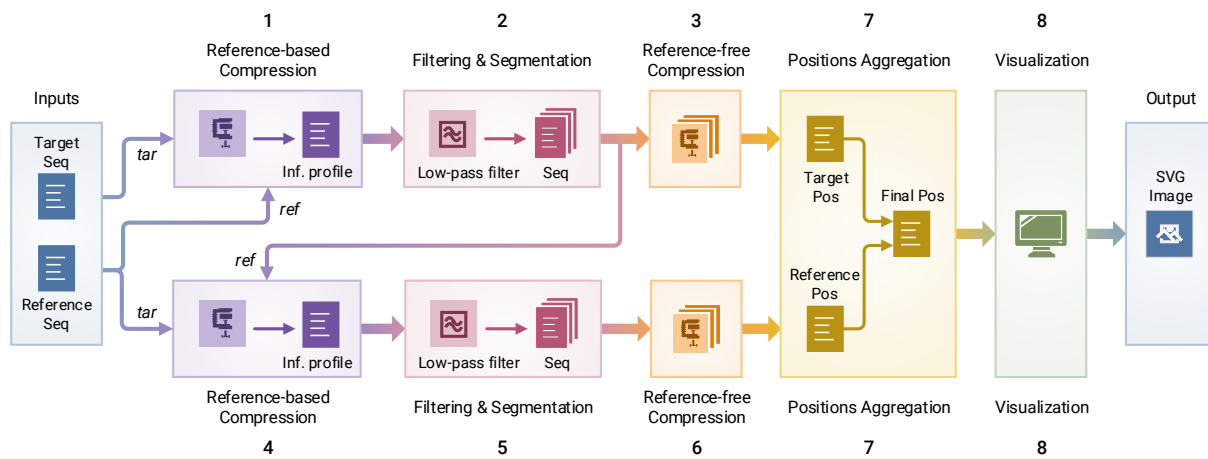 1
2
3
7
8
Reference-based
Compression
Filtering & Segmentation
Reference-free
Compression
Positions Aggregation
Visualization
Inputs
Output
Target
Seq
tar
Inf. profile
Low-pass filter
Seq
Target
Pos
Final Pos
SVG
Image
ref
ref
Reference
Seq
tar
Inf. profile
Low-pass filter
Seq
Reference
Pos
Reference-based
Compression
Filtering & Segmentation
Reference-free
Compression
Positions Aggregation
Visualization
4
5
6
7
8